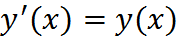 y′(x) = y(x)